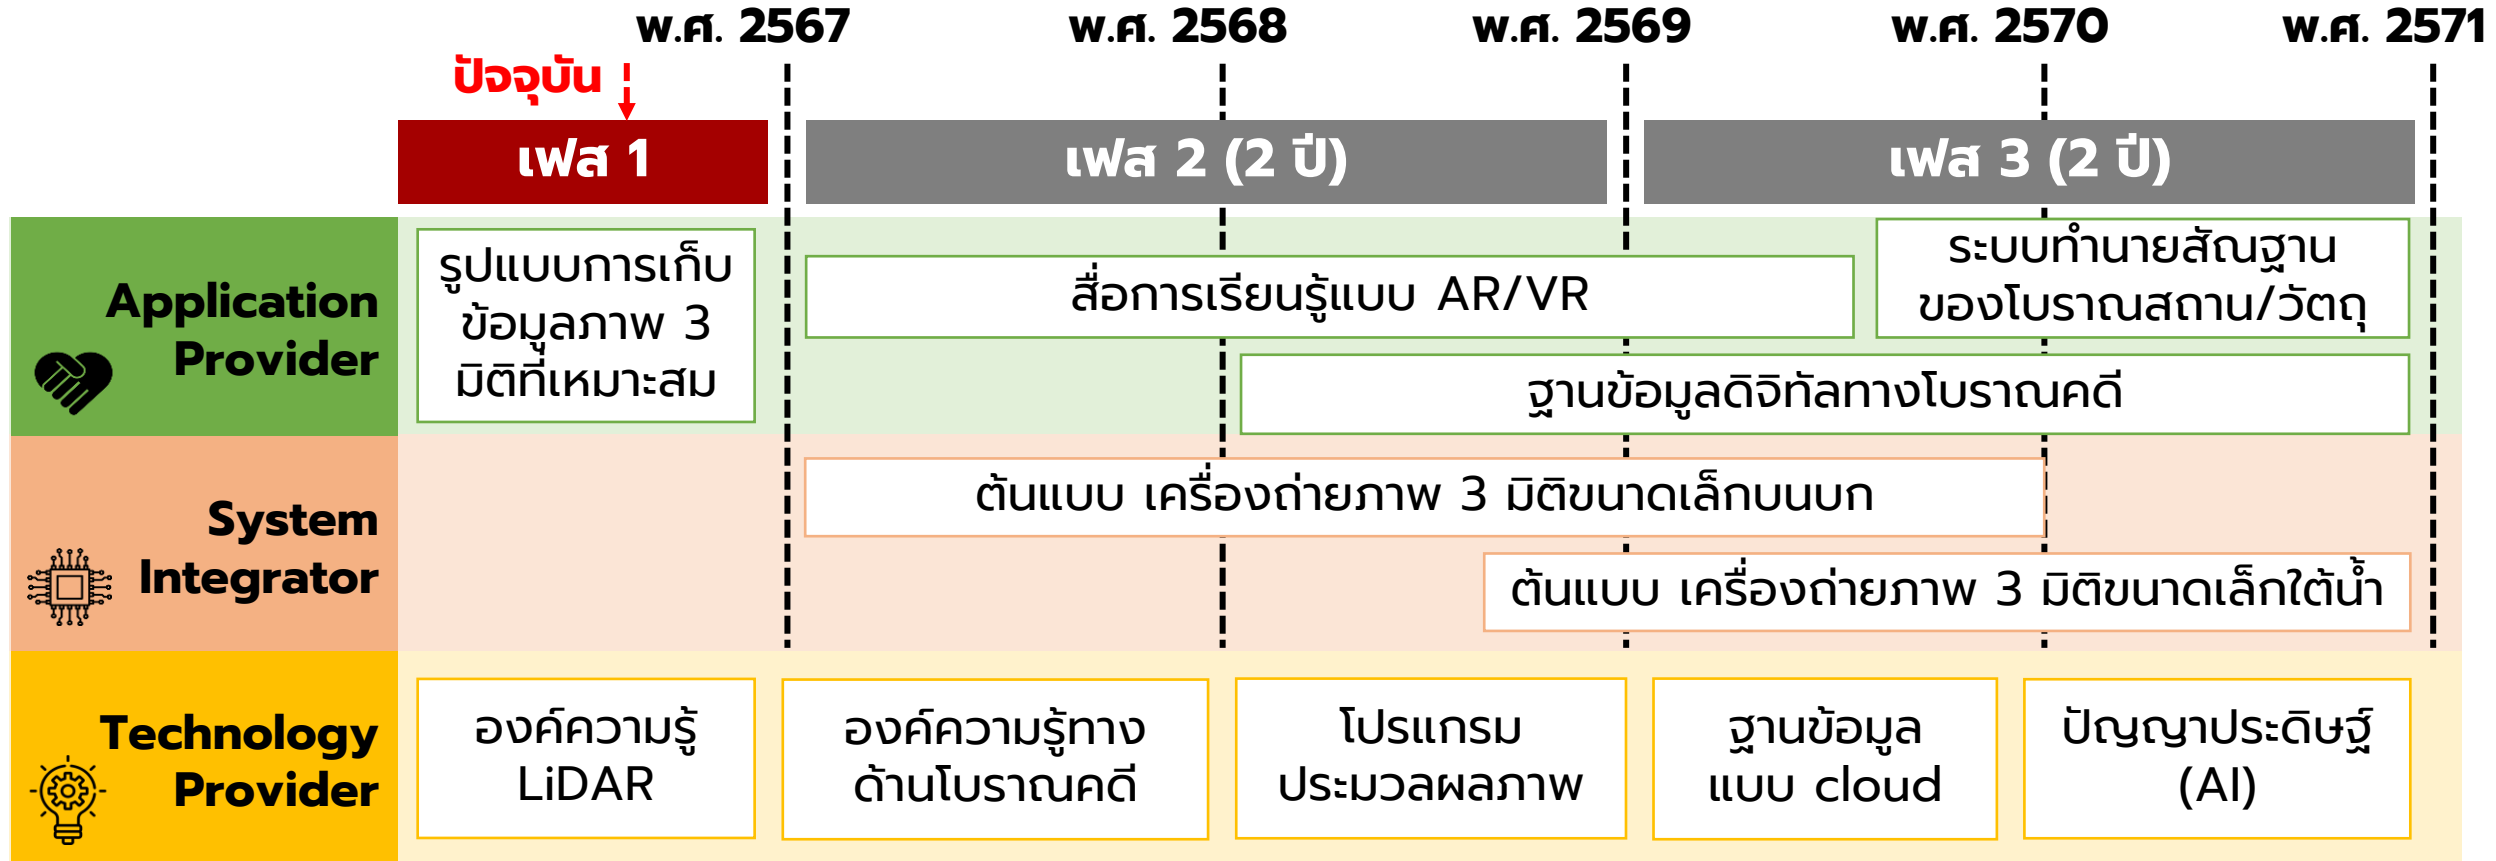 พ.ศ. 2567
พ.ศ. 2568
พ.ศ. 2569
พ.ศ. 2570
พ.ศ. 2571
ปัจจุบัน
เฟส 1
เฟส 2 (2 ปี)
เฟส 3 (2 ปี)
Application
Provider
รูปแบบการเก็บ
ข้อมูลภาพ 3
มิติที่เหมาะสม
สื่อการเรียนรู้แบบ AR/VR
ระบบทำนายสัณฐาน
ของโบราณสถาน/วัตถุ
ฐานข้อมูลดิจิทัลทางโบราณคดี
System
Integrator
ต้นแบบ เครื่องถ่ายภาพ 3 มิติขนาดเล็กบนบก
ต้นแบบ เครื่องถ่ายภาพ 3 มิติขนาดเล็กใต้น้ำ
Technology
Provider
องค์ความรู้
LiDAR
องค์ความรู้ทาง
ด้านโบราณคดี
โปรแกรม
ประมวลผลภาพ
ฐานข้อมูล
แบบ cloud
ปัญญาประดิษฐ์
(AI)